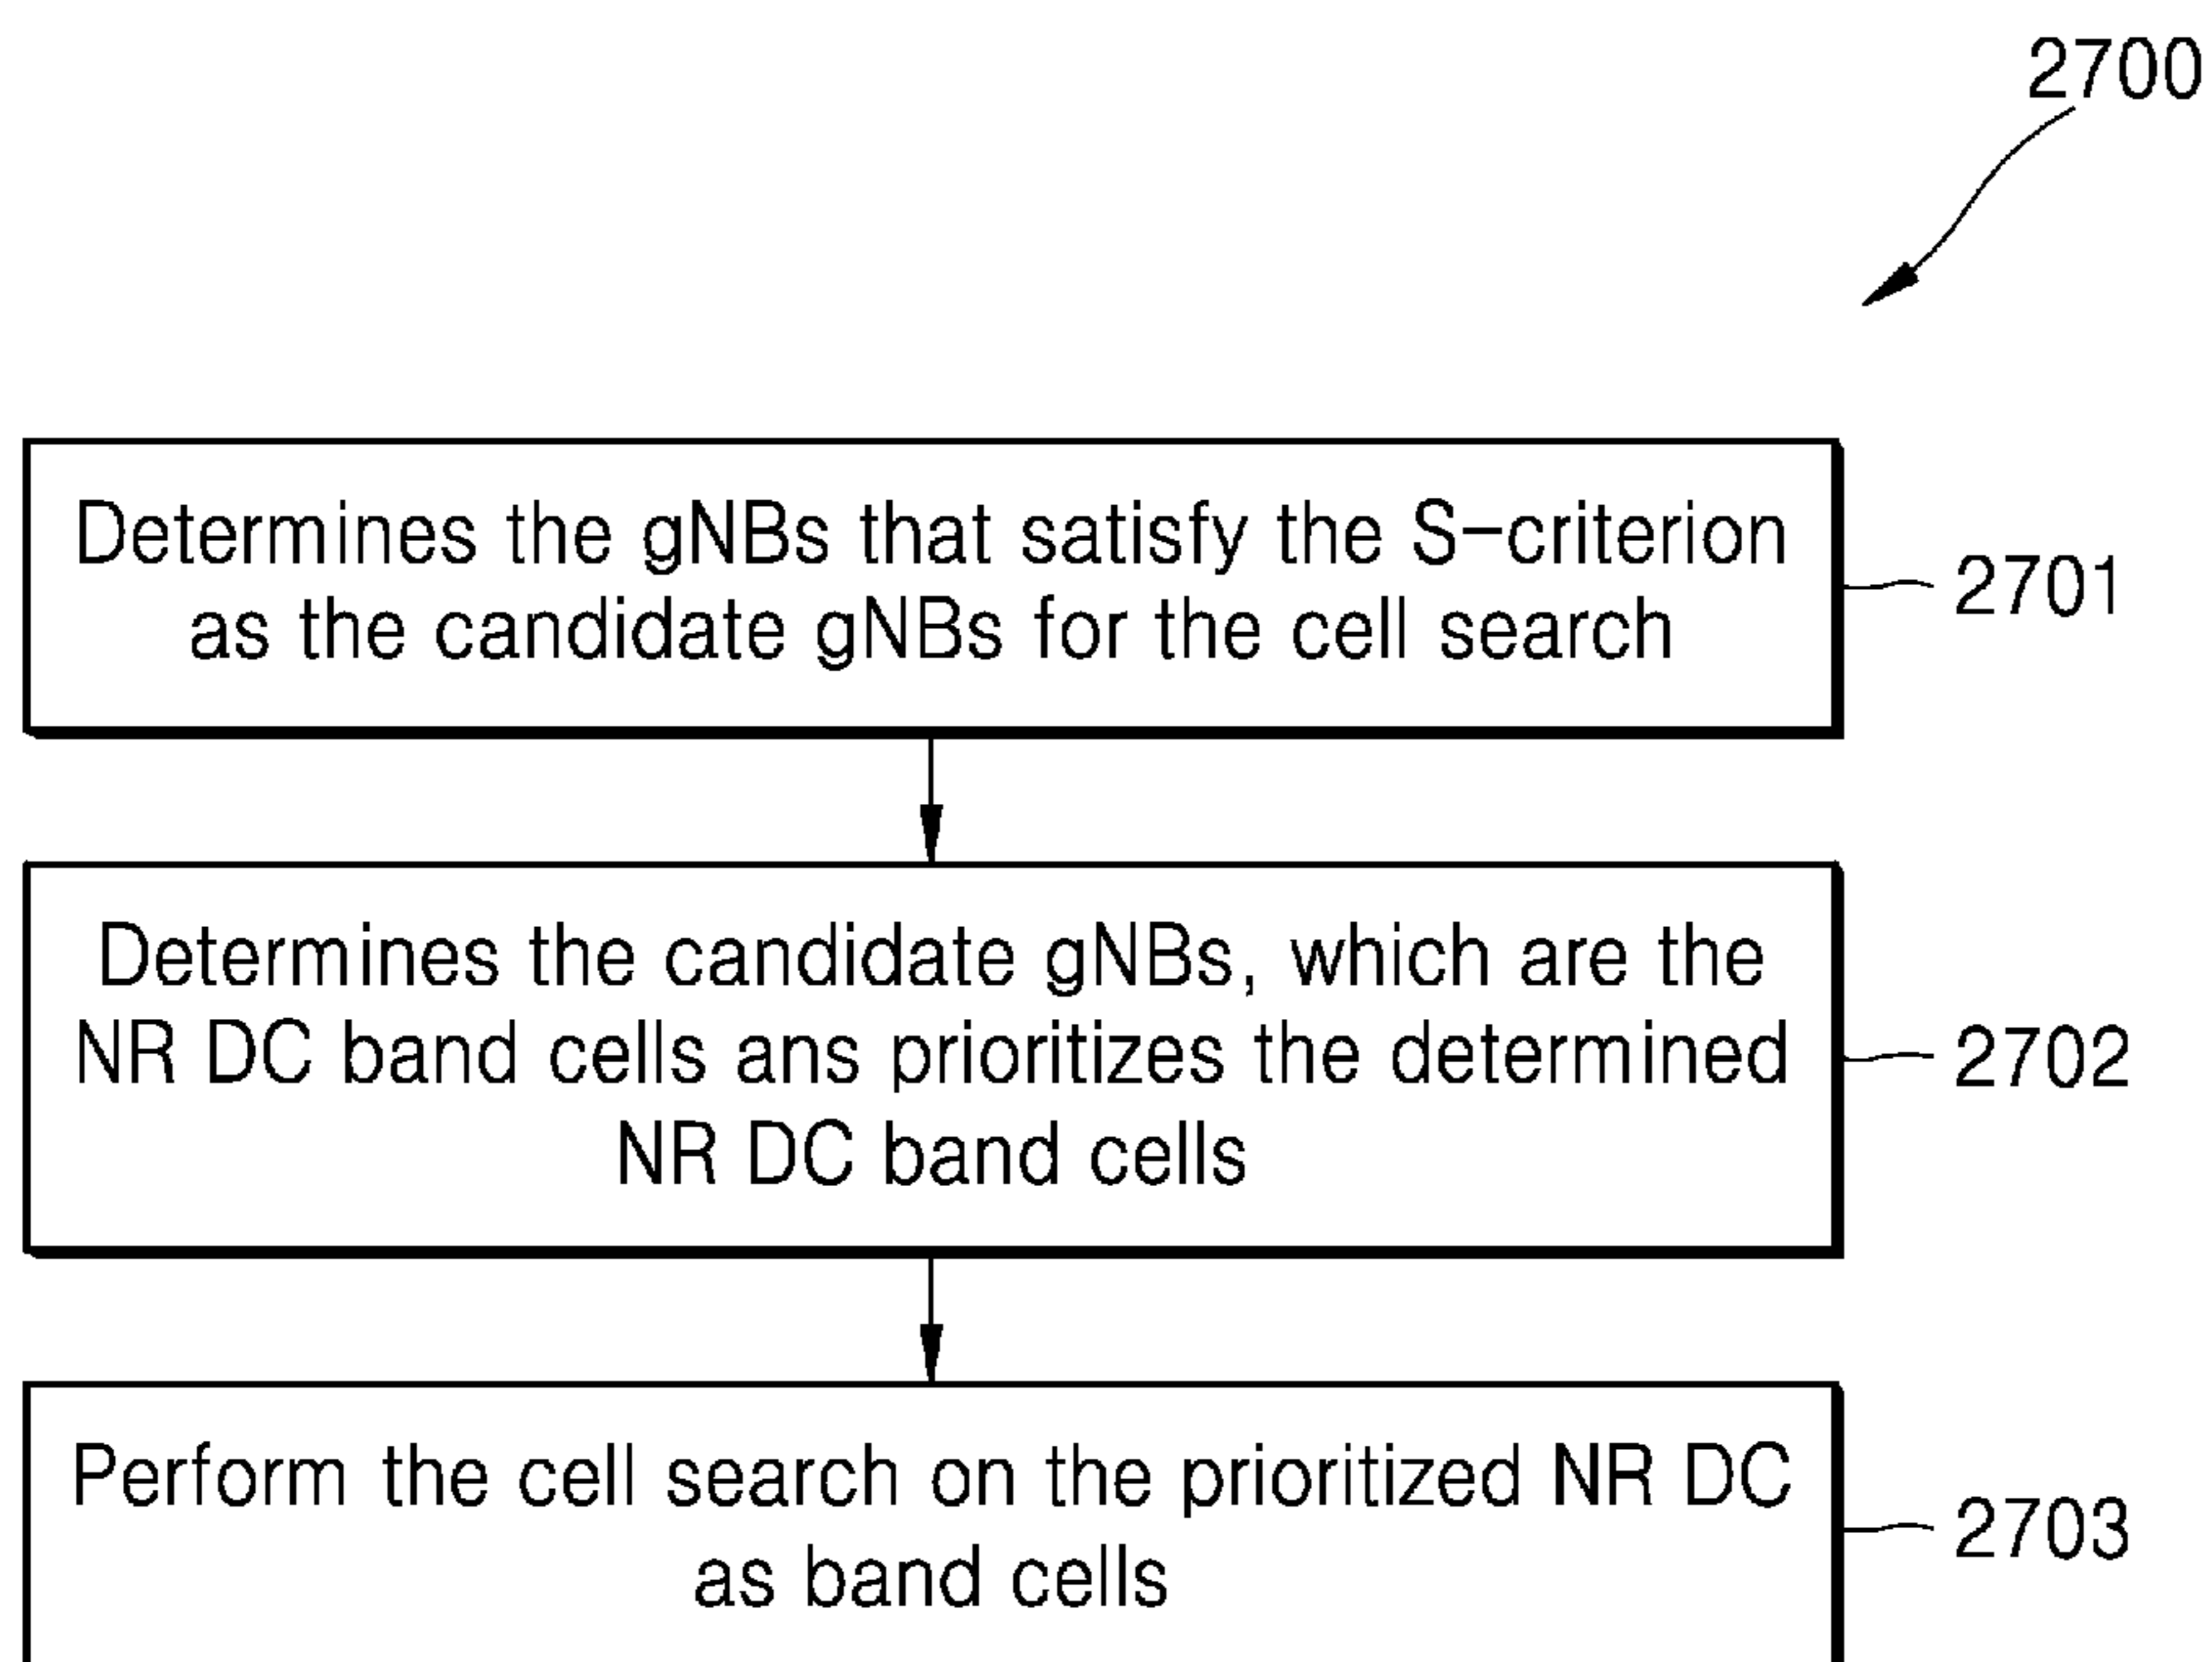 2700
Determines the gNBs that satisfy the S-criterion
as the candidate gNBs for the cell search
2701
Determines the candidate gNBs, which are the
NR DC band cells ans prioritizes the determined
NR DC band cells
2702
Perform the cell search on the prioritized NR DC
as band cells
2703